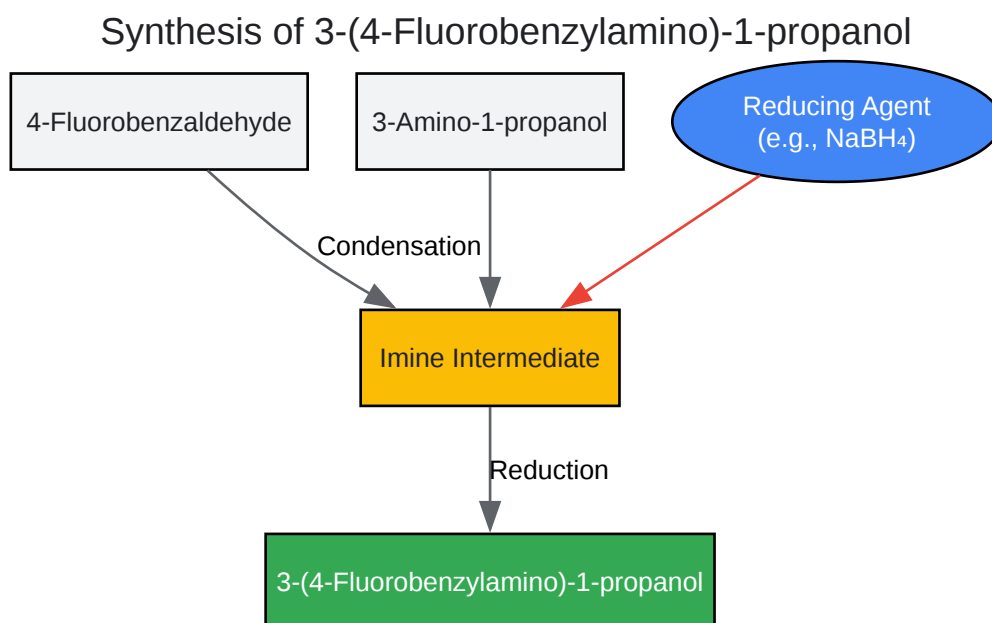 Synthesis of 3-(4-Fluorobenzylamino)-1-propanol
4-Fluorobenzaldehyde
3-Amino-1-propanol
Reducing Agent
(e.g., NaBH₄)
Condensation
Imine Intermediate
Reduction
3-(4-Fluorobenzylamino)-1-propanol